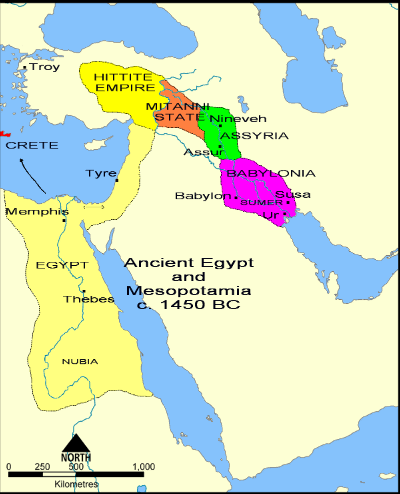 Troy
HITTITE
EMPIRE
MITANNI
STATE
Nineveh
ASSYRIA
CRETE
Assur
Tyre
BABYLONIA
Babylon
SUMER
Susa
Ur
Memphis
EGYPT
Ancient Egypt
and
Mesopotamia
c. 1450 BC
Thebes
NUBIA
NORTH
0 250 500 1,000
Kilometres